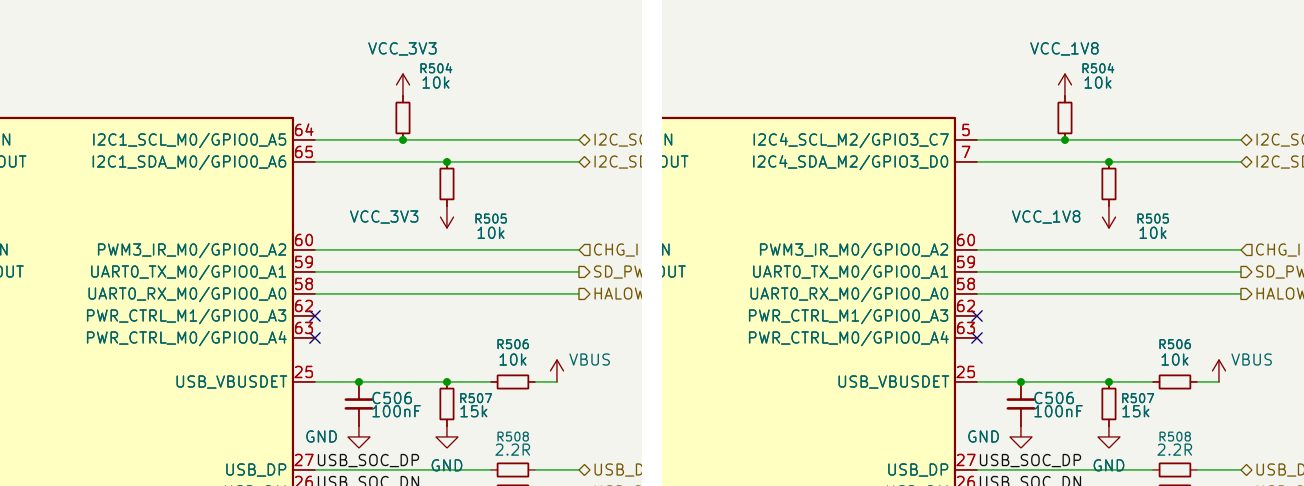 VCC_3V3
R504
10k
N I2C1_SCL_M0/GPIO0_A5 64 I2C_SC
OUT I2C1_SDA_M0/GPIO0_A6 65 I2C_SD
VCC_3V3 R505
10k
N PWM3_IR_M0/GPIO0_A2 60 CHG_I
OUT UART0_TX_M0/GPIO0_A1 59 SD_PW
UART0_RX_M0/GPIO0_A0 58 HALOW
PWR_CTRL_M1/GPIO0_A3 62
PWR_CTRL_M0/GPIO0_A4 63
R506
10k VBUS
USB_VBUSDET 25
C506 R507
100nF 15k
GND R508
2.2R
USB_DP 27 USB_SOC_DP GND USB_D
26 USB_SOC_DN
VCC_1V8
R504
10k
N I2C4_SCL_M2/GPIO3_C7 5 I2C_SC
OUT I2C4_SDA_M2/GPIO3_D0 7 I2C_SD
VCC_1V8 R505
10k
N PWM3_IR_M0/GPIO0_A2 60 CHG_I
OUT UART0_TX_M0/GPIO0_A1 59 SD_PW
UART0_RX_M0/GPIO0_A0 58 HALOW
PWR_CTRL_M1/GPIO0_A3 62
PWR_CTRL_M0/GPIO0_A4 63
R506
10k VBUS
USB_VBUSDET 25
C506 R507
100nF 15k
GND R508
2.2R
USB_DP 27 USB_SOC_DP GND USB_D
26 USB_SOC_DN